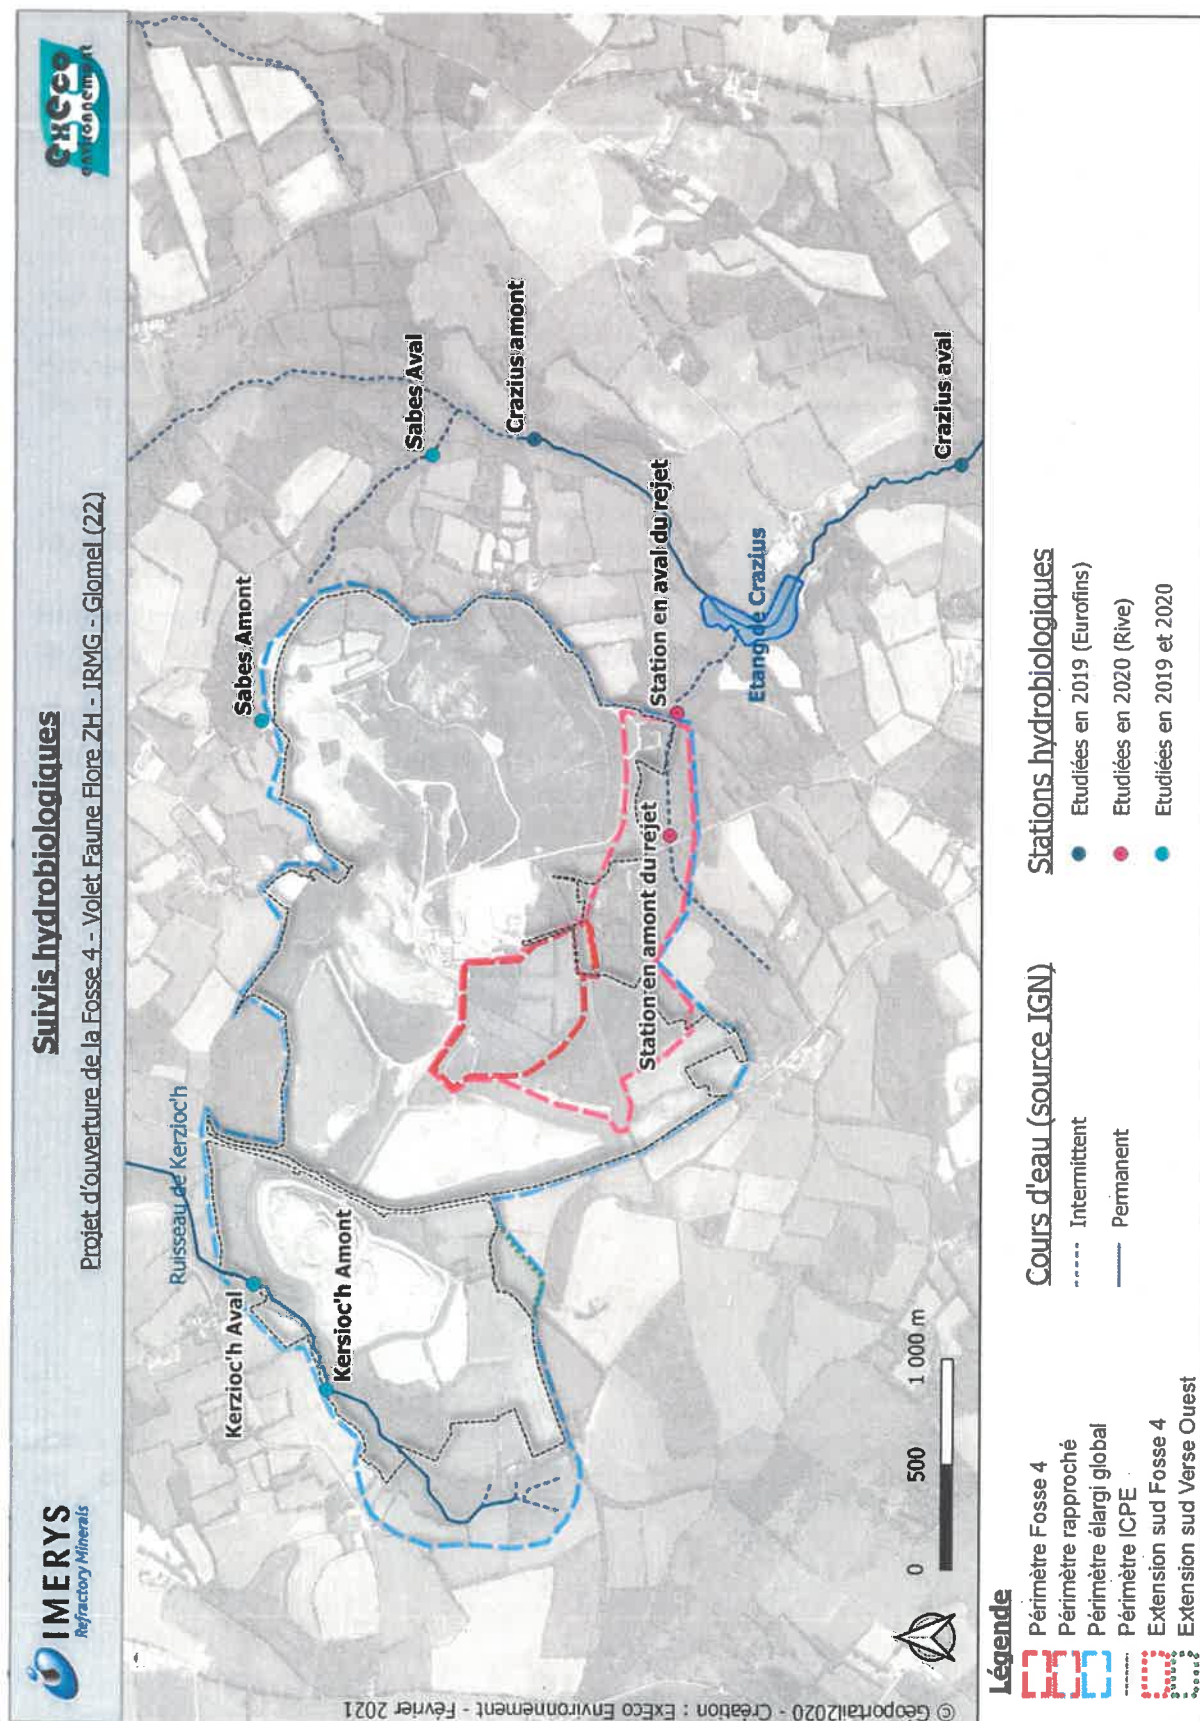 IMERYS
Refractory Minerals
Suivis hydrobiologiques
Projet d'ouverture de la Fosse 4 - Volet Faune Flore ZH - IRMG - Glomel (22)
ExEco
environnement
Ruisseau de Kerzioc'h
Kerzioc'h Aval
Kersioc'h Amont
Sabes Amont
Sabes Aval
Crazius amont
Station en aval du rejet
Station en amont du rejet
Etang de Crazius
Crazius aval
0 500 1 000 m
© Géoportail2020 - Création : ExEco Environnement - Février 2021
Légende
Périmètre Fosse 4
Périmètre rapproché
Périmètre élargi global
Périmètre ICPE
Extension sud Fosse 4
Extension sud Verse Ouest
Cours d'eau (source IGN)
Intermittent
Permanent
Stations hydrobiologiques
Etudiées en 2019 (Eurofins)
Etudiées en 2020 (Rive)
Etudiées en 2019 et 2020